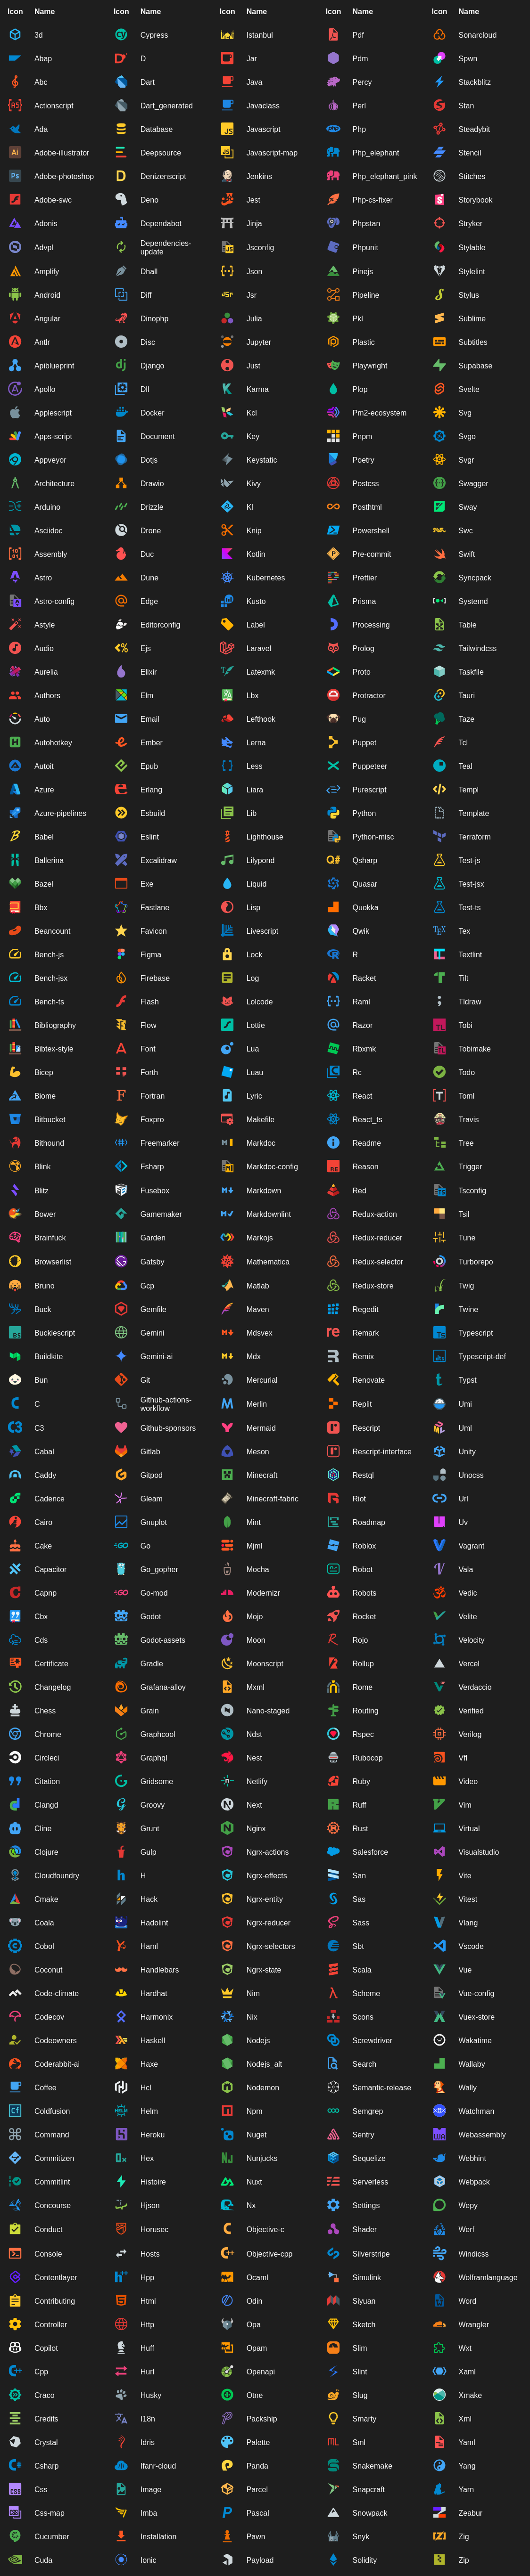 Icon Name Icon Name Icon Name Icon Name Icon Name
3d Cypress Istanbul Pdf Sonarcloud
Abap D Jar Pdm Spwn
Abc Dart Java Percy Stackblitz
Actionscript Dart_generated Javaclass Perl Stan
Ada Database Javascript Php Steadybit
Adobe-illustrator Deepsource Javascript-map Php_elephant Stencil
Adobe-photoshop Denizenscript Jenkins Php_elephant_pink Stitches
Adobe-swc Deno Jest Php-cs-fixer Storybook
Adonis Dependabot Jinja Phpstan Stryker
Advpl Dependencies-update Jsconfig Phpunit Stylable
Amplify Dhall Json Pinejs Stylelint
Android Diff Jsr Pipeline Stylus
Angular Dinophp Julia Pkl Sublime
Antlr Disc Jupyter Plastic Subtitles
Apiblueprint Django Just Playwright Supabase
Apollo Dll Karma Plop Svelte
Applescript Docker Kcl Pm2-ecosystem Svg
Apps-script Document Key Pnpm Svgo
Appveyor Dotjs Keystatic Poetry Svgr
Architecture Drawio Kivy Postcss Swagger
Arduino Drizzle Kl Posthtml Sway
Asciidoc Drone Knip Powershell Swc
Assembly Duc Kotlin Pre-commit Swift
Astro Dune Kubernetes Prettier Syncpack
Astro-config Edge Kusto Prisma Systemd
Astyle Editorconfig Label Processing Table
Audio Ejs Laravel Prolog Tailwindcss
Aurelia Elixir Latexmk Proto Taskfile
Authors Elm Lbx Protractor Tauri
Auto Email Lefthook Pug Taze
Autohotkey Ember Lerna Puppet Tcl
Autoit Epub Less Puppeteer Teal
Azure Erlang Liara Purescript Templ
Azure-pipelines Esbuild Lib Python Template
Babel Eslint Lighthouse Python-misc Terraform
Ballerina Excalidraw Lilypond Qsharp Test-js
Bazel Exe Liquid Quasar Test-jsx
Bbx Fastlane Lisp Quokka Test-ts
Beancount Favicon Livescript Qwik Tex
Bench-js Figma Lock R Textlint
Bench-jsx Firebase Log Racket Tilt
Bench-ts Flash Lolcode Raml Tldraw
Bibliography Flow Lottie Razor Tobi
Bibtex-style Font Lua Rbxmk Tobimake
Bicep Forth Luau Rc Todo
Biome Fortran Lyric React Toml
Bitbucket Foxpro Makefile React_ts Travis
Bithound Freemarker Markdoc Readme Tree
Blink Fsharp Markdoc-config Reason Trigger
Blitz Fusebox Markdown Red Tsconfig
Bower Gamemaker Markdownlint Redux-action Tsil
Brainfuck Garden Markojs Redux-reducer Tune
Browserlist Gatsby Mathematica Redux-selector Turborepo
Bruno Gcp Matlab Redux-store Twig
Buck Gemfile Maven Regedit Twine
Bucklescript Gemini Mdsvex Remark Typescript
Buildkite Gemini-ai Mdx Remix Typescript-def
Bun Git Mercurial Renovate Typst
C Github-actions-workflow Merlin Replit Umi
C3 Github-sponsors Mermaid Rescript Uml
Cabal Gitlab Meson Rescript-interface Unity
Caddy Gitpod Minecraft Restql Unocss
Cadence Gleam Minecraft-fabric Riot Url
Cairo Gnuplot Mint Roadmap Uv
Cake Go Mjml Roblox Vagrant
Capacitor Go_gopher Mocha Robot Vala
Capnp Go-mod Modernizr Robots Vedic
Cbx Godot Mojo Rocket Velite
Cds Godot-assets Moon Rojo Velocity
Certificate Gradle Moonscript Rollup Vercel
Changelog Grafana-alloy Mxml Rome Verdaccio
Chess Grain Nano-staged Routing Verified
Chrome Graphcool Ndst Rspec Verilog
Circleci Graphql Nest Rubocop Vfl
Citation Gridsome Netlify Ruby Video
Clangd Groovy Next Ruff Vim
Cline Grunt Nginx Rust Virtual
Clojure Gulp Ngrx-actions Salesforce Visualstudio
Cloudfoundry H Ngrx-effects San Vite
Cmake Hack Ngrx-entity Sas Vitest
Coala Hadolint Ngrx-reducer Sass Vlang
Cobol Haml Ngrx-selectors Sbt Vscode
Coconut Handlebars Ngrx-state Scala Vue
Code-climate Hardhat Nim Scheme Vue-config
Codecov Harmonix Nix Scons Vuex-store
Codeowners Haskell Nodejs Screwdriver Wakatime
Coderabbit-ai Haxe Nodejs_alt Search Wallaby
Coffee Hcl Nodemon Semantic-release Wally
Coldfusion Helm Npm Semgrep Watchman
Command Heroku Nuget Sentry Webassembly
Commitizen Hex Nunjucks Sequelize Webhint
Commitlint Histoire Nuxt Serverless Webpack
Concourse Hjson Nx Settings Wepy
Conduct Horusec Objective-c Shader Werf
Console Hosts Objective-cpp Silverstripe Windicss
Contentlayer Hpp Ocaml Simulink Wolframlanguage
Contributing Html Odin Siyuan Word
Controller Http Opa Sketch Wrangler
Copilot Huff Opam Slim Wxt
Cpp Hurl Openapi Slint Xaml
Craco Husky Otne Slug Xmake
Credits I18n Packship Smarty Xml
Crystal Idris Palette Sml Yaml
Csharp Ifanr-cloud Panda Snakemake Yang
Css Image Parcel Snapcraft Yarn
Css-map Imba Pascal Snowpack Zeabur
Cucumber Installation Pawn Snyk Zig
Cuda Ionic Payload Solidity Zip